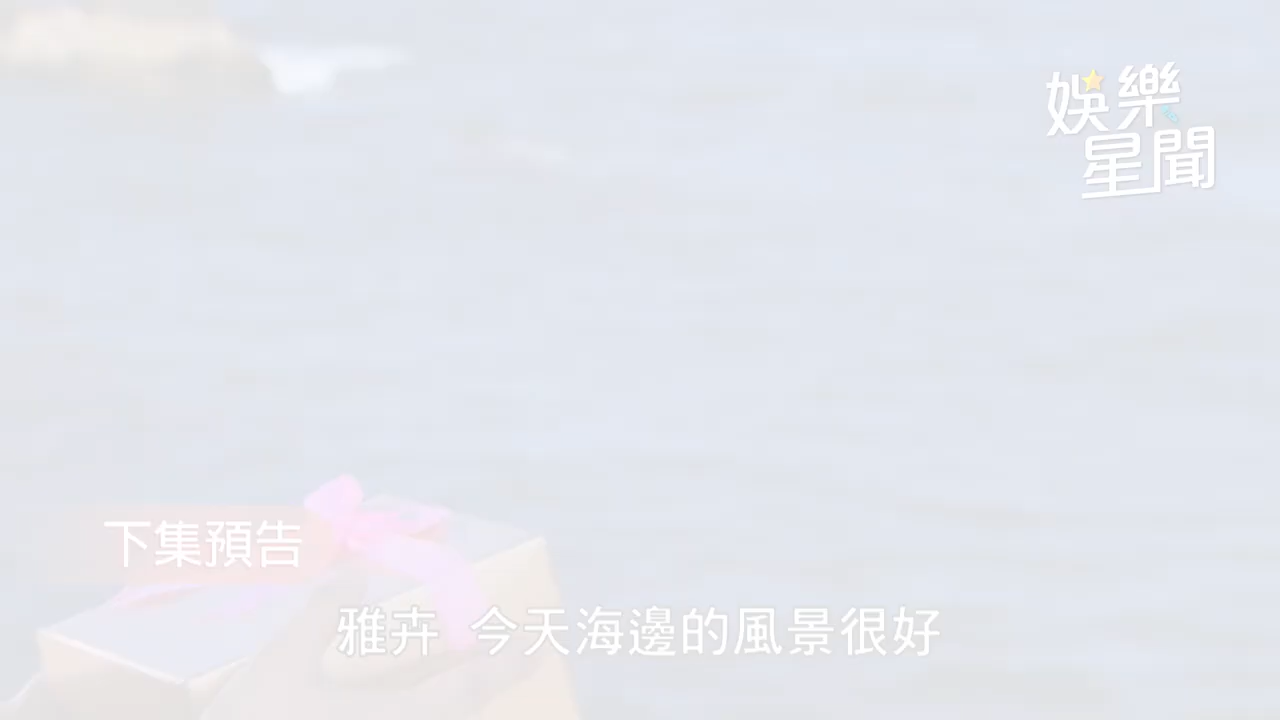 娛樂
星聞
下集預告
雅卉 今天海邊的風景很好